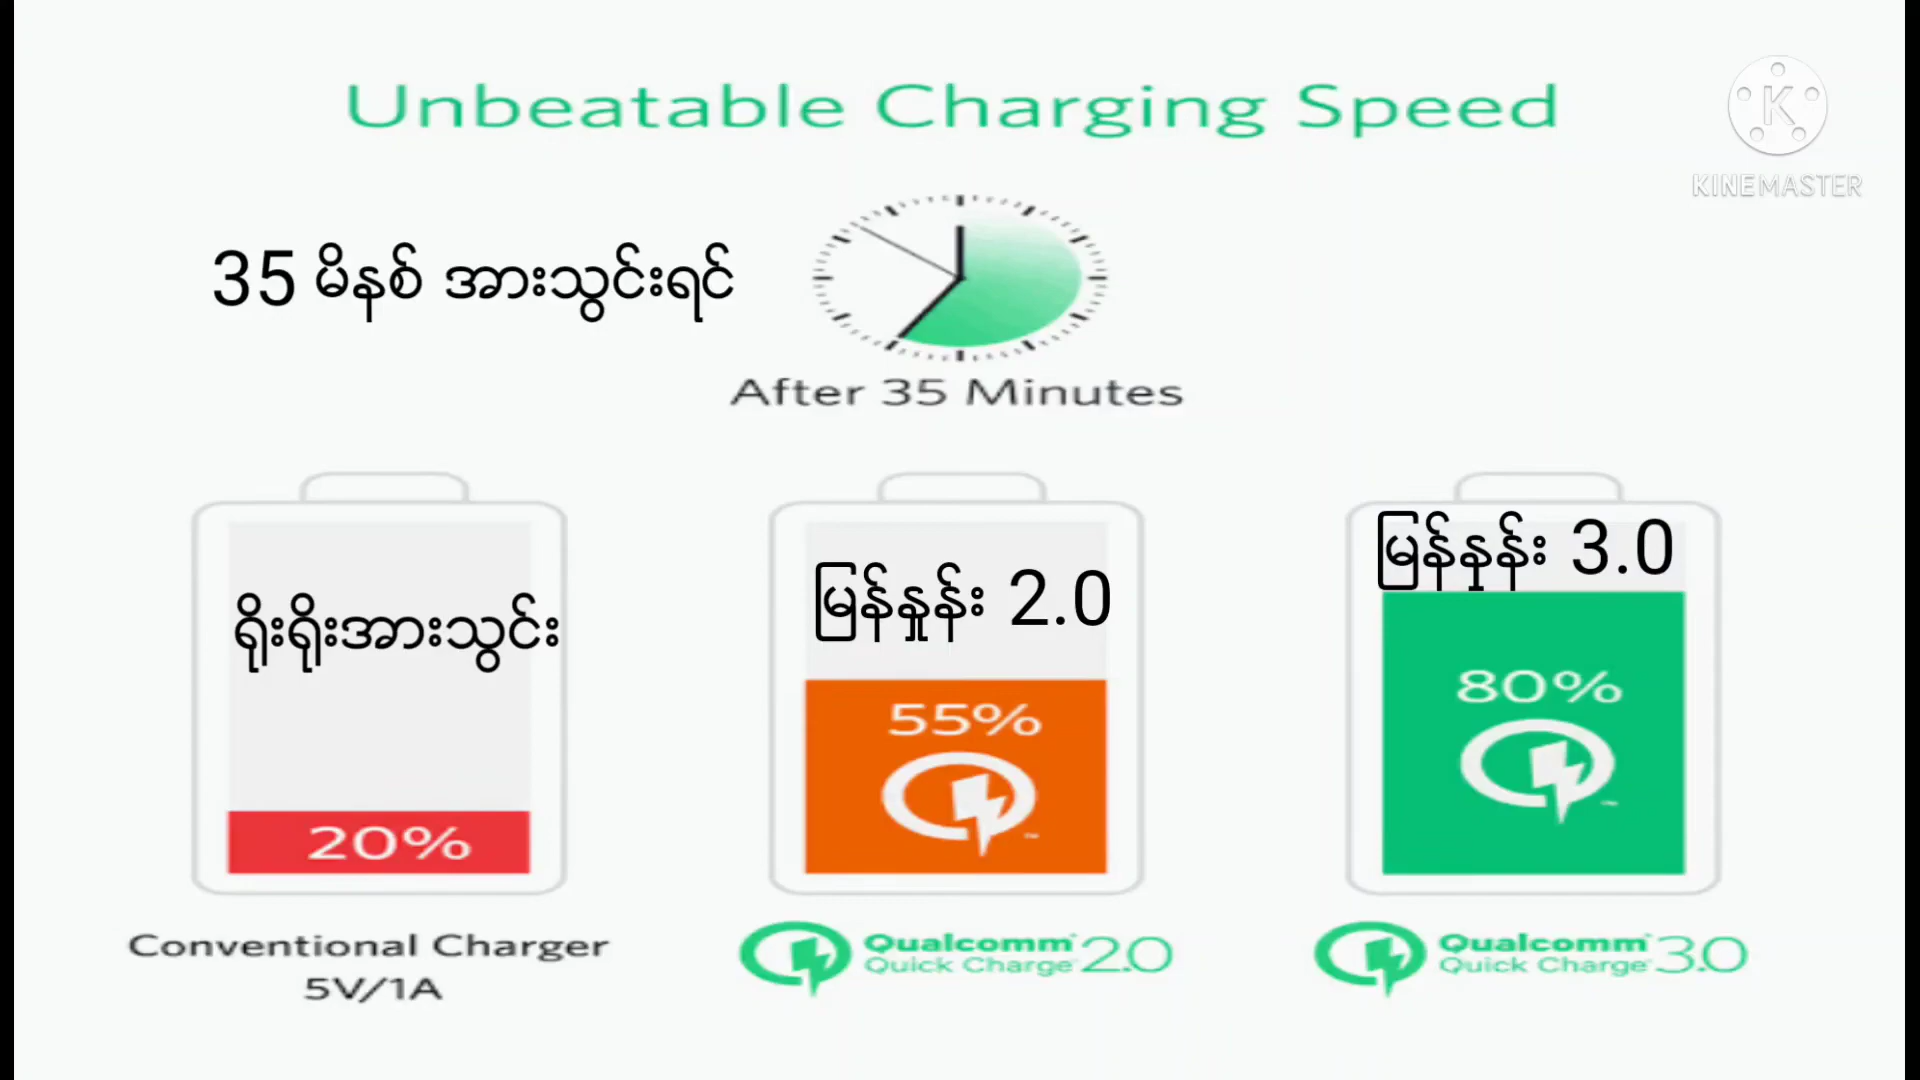 Unbeatable Charging Speed
K
KINEMASTER
35 မိနစ် အားသွင်းရင်
After 35 Minutes
ရိုးရိုးအားသွင်း
20%
Conventional Charger
5V/1A
မြန်နှုန်း 2.0
55%
Qualcomm
Quick Charge 2.0
မြန်နှန်း 3.0
80%
Qualcomm
Quick Charge 3.0